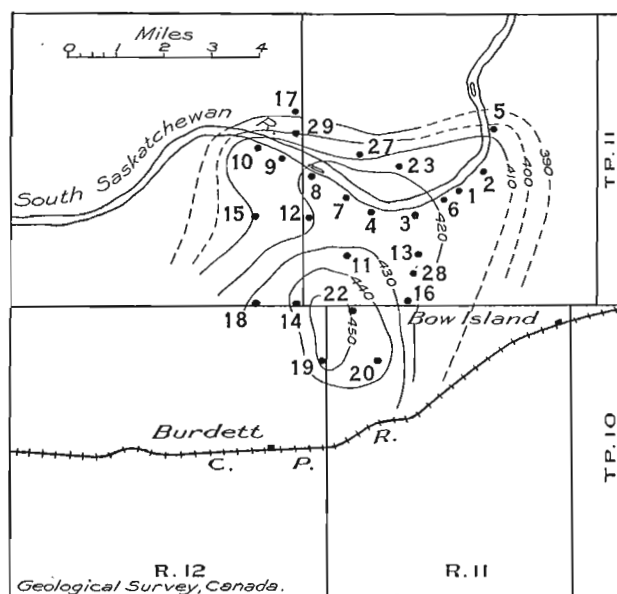 Miles
0 1 2 3 4
South Saskatchewan R.
17
29
5
10
9
27
23
8
2
1
7
6
15
12
4
3
420
410
400
390
11
430
13
28
18
14
22
440
16
450
Bow Island
19
20
Burdett
C. P. R.
TP. 11
TP. 10
R. 12
R. 11
Geological Survey, Canada.